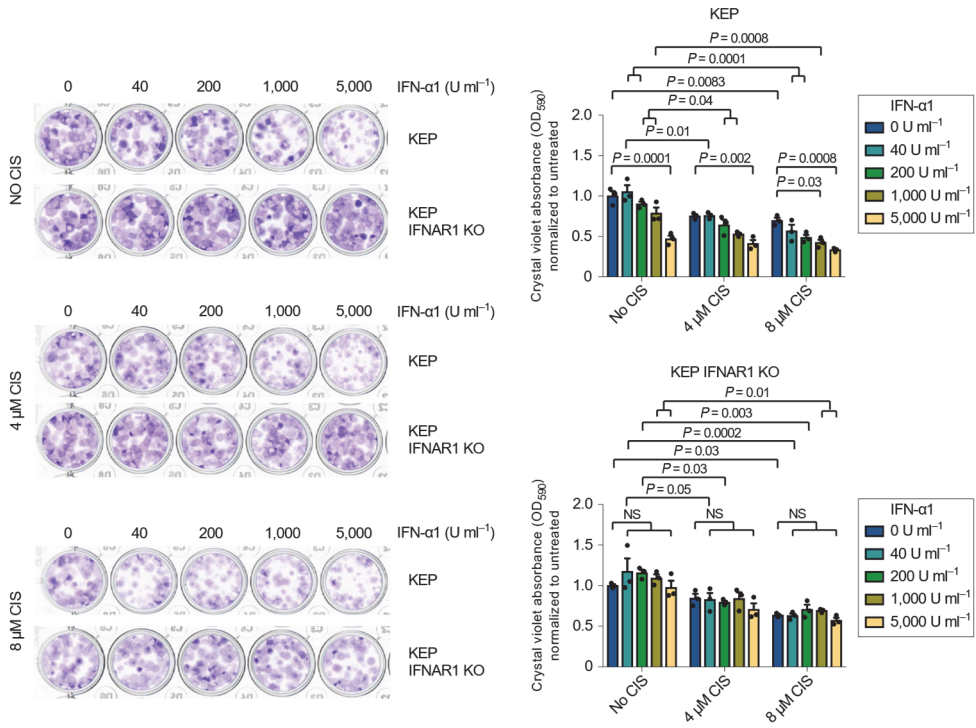 0 40 200 1,000 5,000 IFN-α1 (U ml⁻¹)
NO CIS
KEP
KEP
IFNAR1 KO
0 40 200 1,000 5,000 IFN-α1 (U ml⁻¹)
4 µM CIS
KEP
KEP
IFNAR1 KO
0 40 200 1,000 5,000 IFN-α1 (U ml⁻¹)
8 µM CIS
KEP
KEP
IFNAR1 KO
KEP
P = 0.0008
P = 0.0001
P = 0.0083
P = 0.04
P = 0.01
P = 0.0001 P = 0.002 P = 0.0008
P = 0.03
Crystal violet absorbance (OD₅₉₀)
normalized to untreated
2.0
1.5
1.0
0.5
0
No CIS
4 µM CIS
8 µM CIS
IFN-α1
0 U ml⁻¹
40 U ml⁻¹
200 U ml⁻¹
1,000 U ml⁻¹
5,000 U ml⁻¹
KEP IFNAR1 KO
P = 0.01
P = 0.003
P = 0.0002
P = 0.03
P = 0.03
P = 0.05
NS NS NS
Crystal violet absorbance (OD₅₉₀)
normalized to untreated
2.0
1.5
1.0
0.5
0
No CIS
4 µM CIS
8 µM CIS
IFN-α1
0 U ml⁻¹
40 U ml⁻¹
200 U ml⁻¹
1,000 U ml⁻¹
5,000 U ml⁻¹